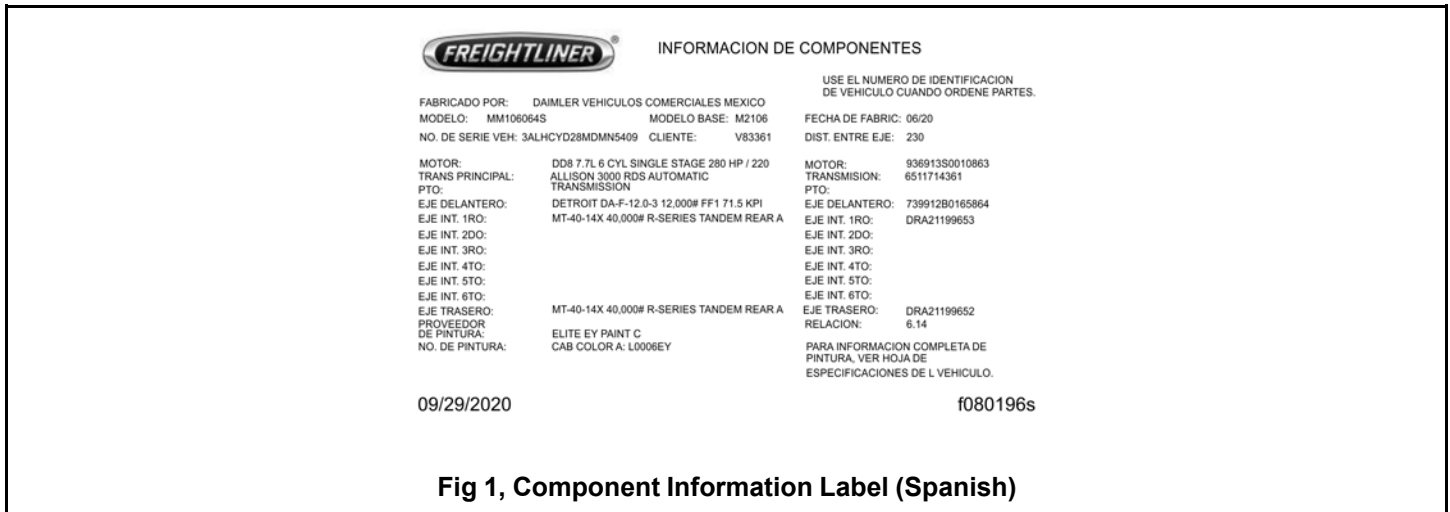 FREIGHTLINER®
INFORMACION DE COMPONENTES
USE EL NUMERO DE IDENTIFICACION
DE VEHICULO CUANDO ORDENE PARTES.
FABRICADO POR: DAIMLER VEHICULOS COMERCIALES MEXICO
MODELO: MM106064S MODELO BASE: M2106 FECHA DE FABRIC: 06/20
NO. DE SERIE VEH: 3ALHCYD28MDMN5409 CLIENTE: V83361 DIST. ENTRE EJE: 230
MOTOR: DD8 7.7L 6 CYL SINGLE STAGE 280 HP / 220 MOTOR: 936913S0010863
TRANS PRINCIPAL: ALLISON 3000 RDS AUTOMATIC TRANSMISION: 6511714361
TRANSMISSION
PTO: PTO:
EJE DELANTERO: DETROIT DA-F-12.0-3 12,000# FF1 71.5 KPI EJE DELANTERO: 739912B0165864
EJE INT. 1RO: MT-40-14X 40,000# R-SERIES TANDEM REAR A EJE INT. 1RO: DRA21199653
EJE INT. 2DO: EJE INT. 2DO:
EJE INT. 3RO: EJE INT. 3RO:
EJE INT. 4TO: EJE INT. 4TO:
EJE INT. 5TO: EJE INT. 5TO:
EJE INT. 6TO: EJE INT. 6TO:
EJE TRASERO: MT-40-14X 40,000# R-SERIES TANDEM REAR A EJE TRASERO: DRA21199652
PROVEEDOR RELACION: 6.14
DE PINTURA: ELITE EY PAINT C
NO. DE PINTURA: CAB COLOR A: L0006EY PARA INFORMACION COMPLETA DE
PINTURA, VER HOJA DE
ESPECIFICACIONES DE L VEHICULO.
09/29/2020 f080196s
Fig 1, Component Information Label (Spanish)